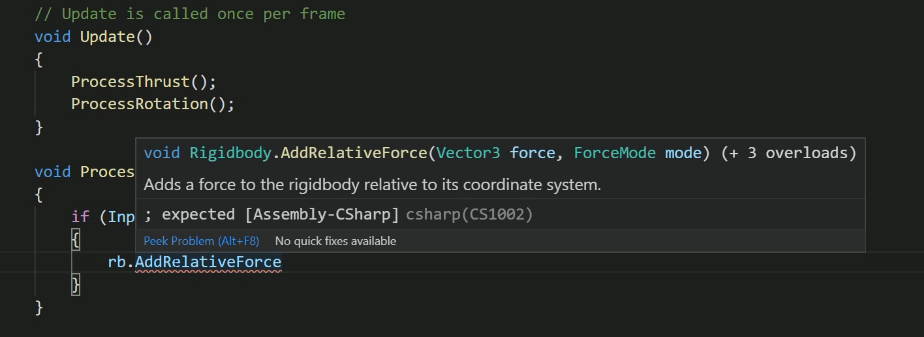 // Update is called once per frame
void Update()
{
ProcessThrust();
ProcessRotation();
}
void Rigidbody.AddRelativeForce(Vector3 force, ForceMode mode) (+ 3 overloads)
void Proces
Adds a force to the rigidbody relative to its coordinate system.
{
if (Inp
; expected [Assembly-CSharp] csharp(CS1002)
{
Peek Problem (Alt+F8) No quick fixes available
rb.AddRelativeForce
}
}